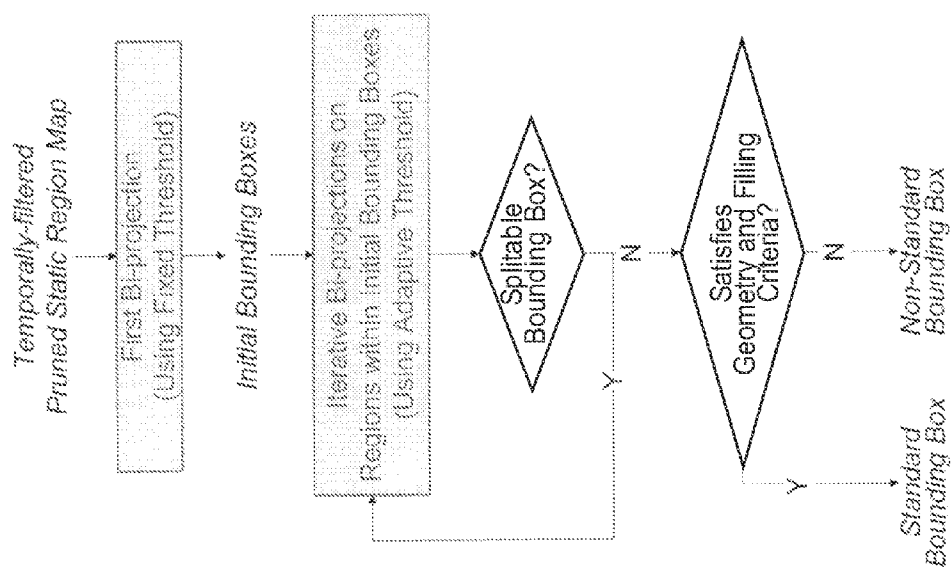 Temporally-filtered
Pruned Static Region Map
First Bi-projection
(Using Fixed Threshold)
Initial Bounding Boxes
Iterative Bi-projections on
Regions within Initial Bounding Boxes
(Using Adaptive Threshold)
Splitable
Bounding Box?
Y
N
Satisfies
Geometry and Filling
Criteria?
Y
N
Standard
Bounding Box
Non-Standard
Bounding Box